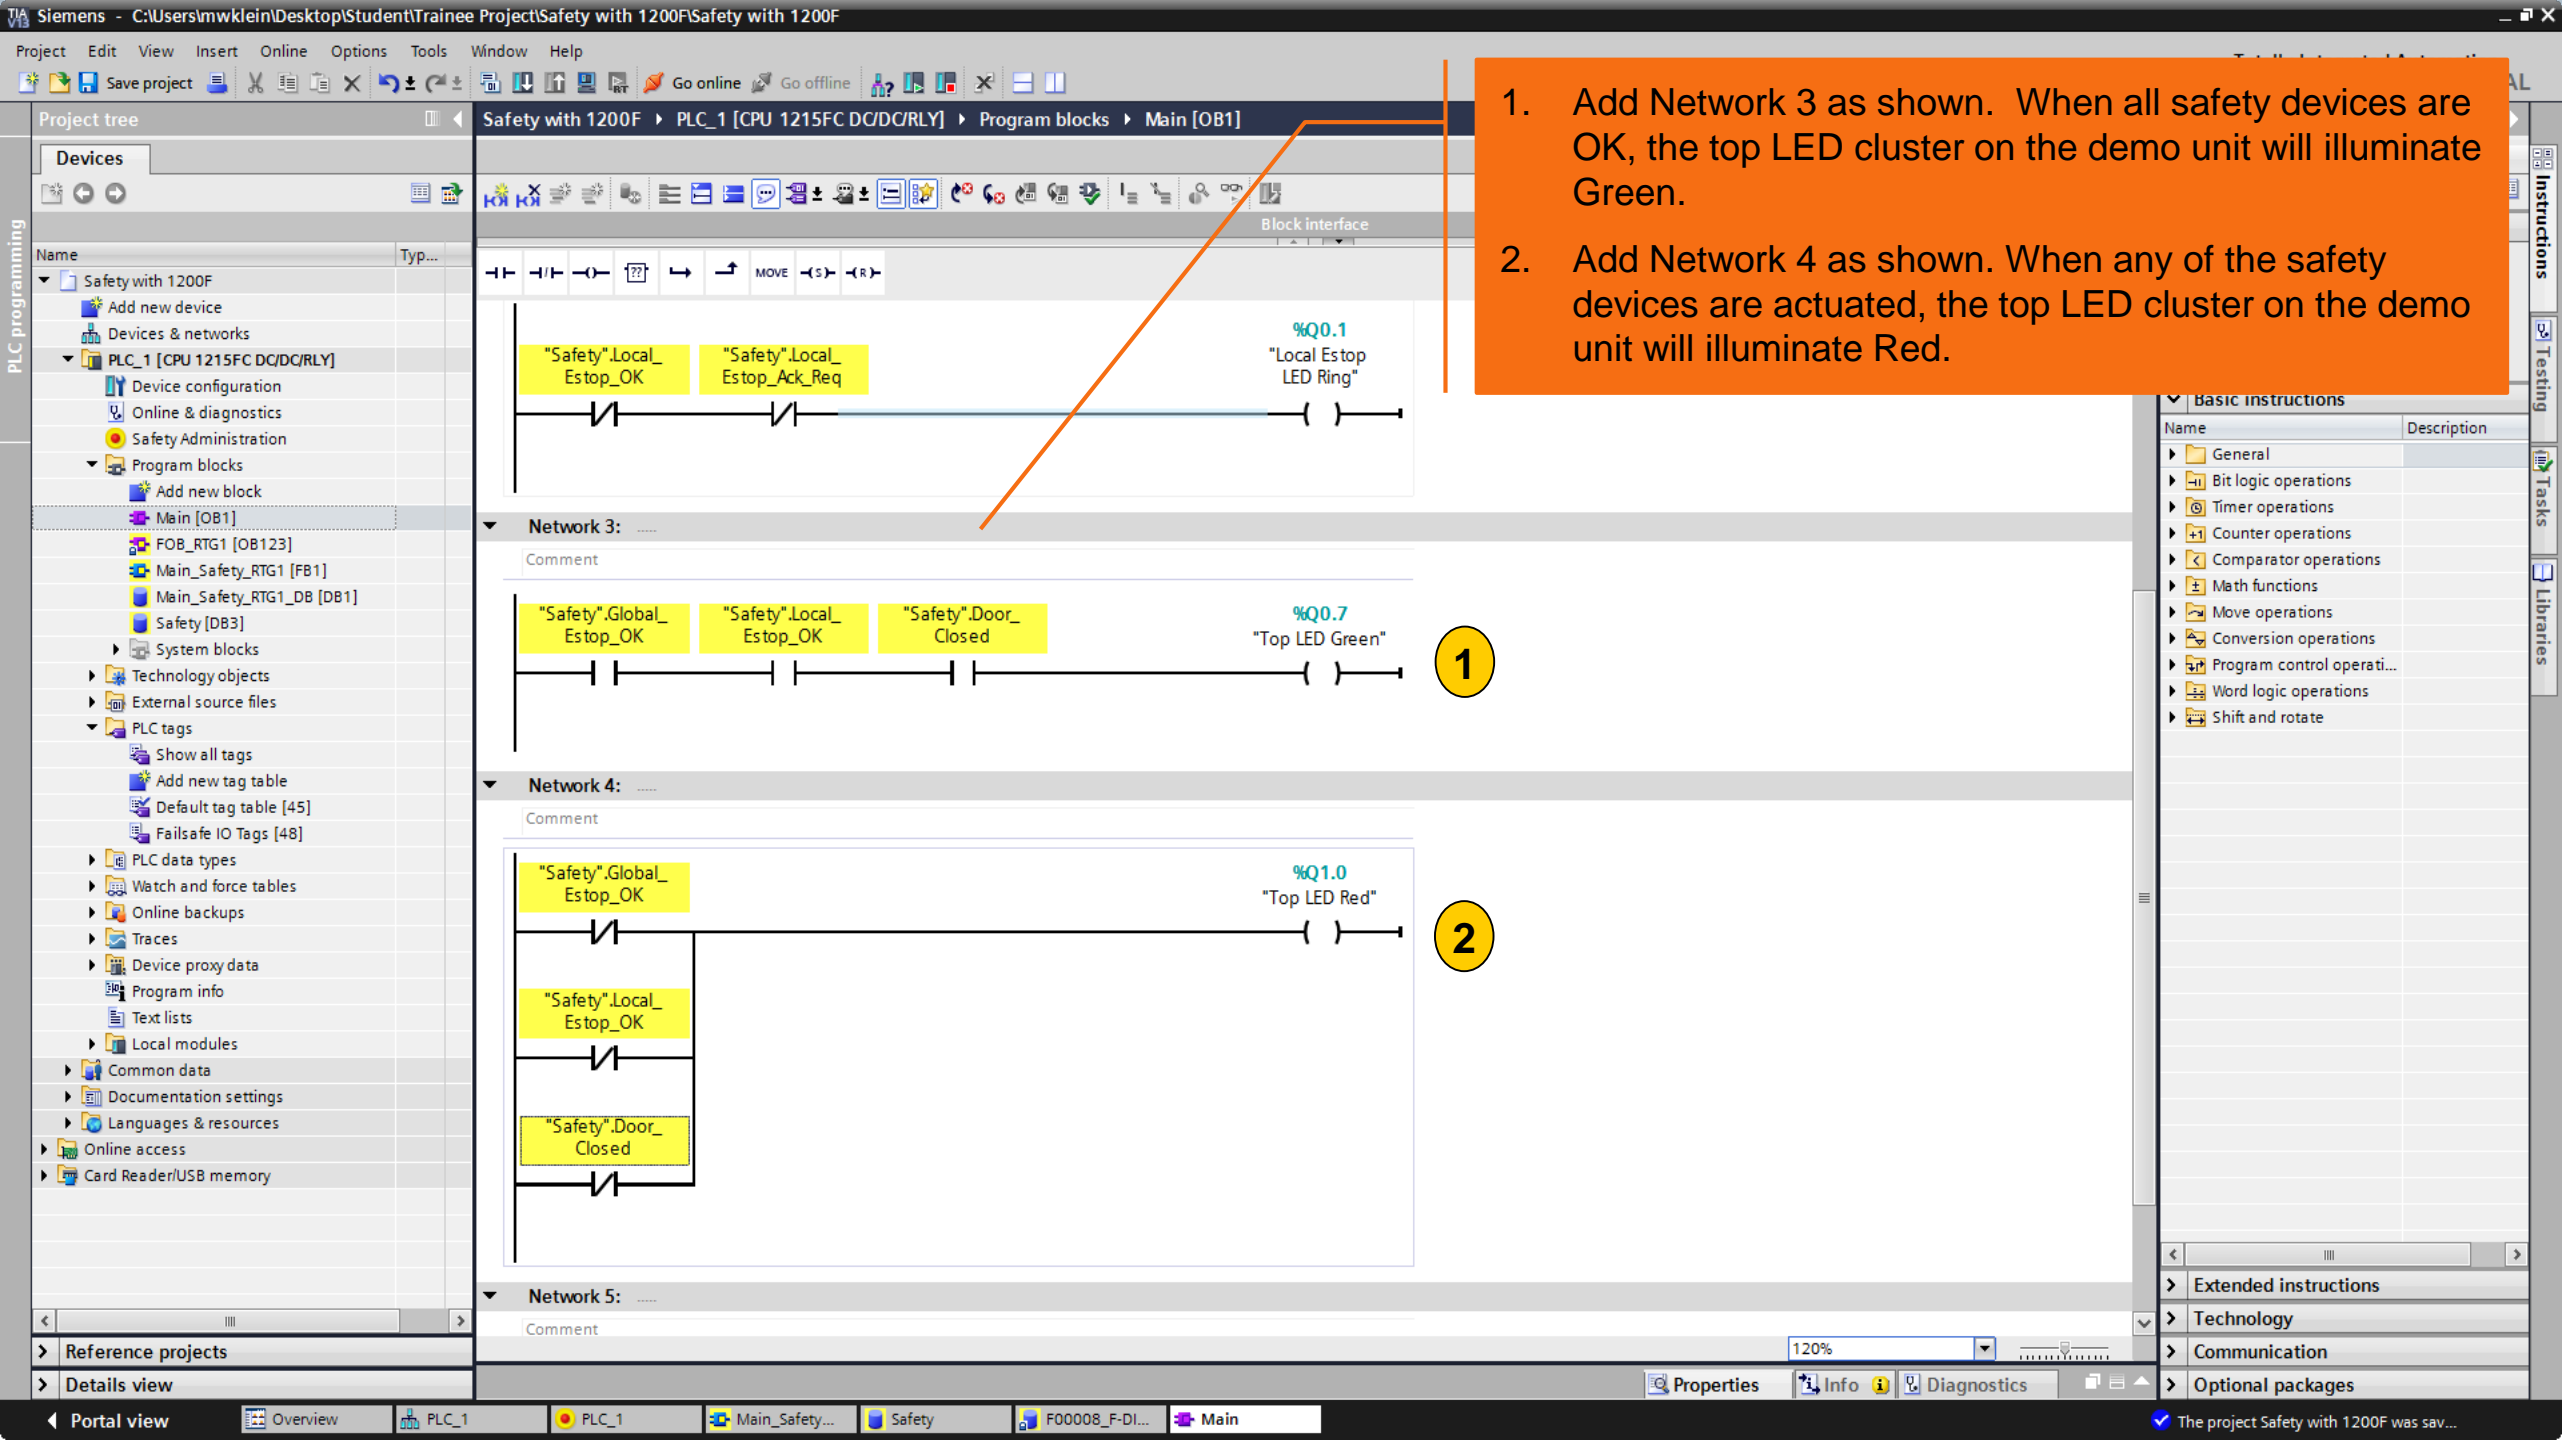 Siemens - C:\Users\mwklein\Desktop\Student\Trainee Project\Safety with 1200F\Safety with 1200F
Project Edit View Insert Online Options Tools Window Help
Save project Go online Go offline
Project tree
Safety with 1200F PLC_1 [CPU 1215FC DC/DC/RLY] Program blocks Main [OB1]
1. Add Network 3 as shown. When all safety devices are
OK, the top LED cluster on the demo unit will illuminate
Green.
2. Add Network 4 as shown. When any of the safety
devices are actuated, the top LED cluster on the demo
unit will illuminate Red.
Devices
PLC programming
Name Typ...
Safety with 1200F
Add new device
Devices & networks
PLC_1 [CPU 1215FC DC/DC/RLY]
Device configuration
Online & diagnostics
Safety Administration
Program blocks
Add new block
Main [OB1]
FOB_RTG1 [OB123]
Main_Safety_RTG1 [FB1]
Main_Safety_RTG1_DB [DB1]
Safety [DB3]
System blocks
Technology objects
External source files
PLC tags
Show all tags
Add new tag table
Default tag table [45]
Failsafe IO Tags [48]
PLC data types
Watch and force tables
Online backups
Traces
Device proxy data
Program info
Text lists
Local modules
Common data
Documentation settings
Languages & resources
Online access
Card Reader/USB memory
Reference projects
Details view
Block interface
?? MOVE S R
%Q0.1
"Safety".Local_ "Safety".Local_ "Local Estop
Estop_OK Estop_Ack_Req LED Ring"
Network 3: .....
Comment
"Safety".Global_ "Safety".Local_ "Safety".Door_ %Q0.7
Estop_OK Estop_OK Closed "Top LED Green"
1
Network 4: .....
Comment
"Safety".Global_ %Q1.0
Estop_OK "Top LED Red"
2
"Safety".Local_
Estop_OK
"Safety".Door_
Closed
Network 5: .....
Comment
120%
Properties Info Diagnostics
Basic instructions
Name Description
General
Bit logic operations
Timer operations
Counter operations
Comparator operations
Math functions
Move operations
Conversion operations
Program control operati...
Word logic operations
Shift and rotate
Extended instructions
Technology
Communication
Optional packages
Instructions
Testing
Tasks
Libraries
Portal view Overview PLC_1 PLC_1 Main_Safety... Safety F00008_F-DI... Main
The project Safety with 1200F was sav...